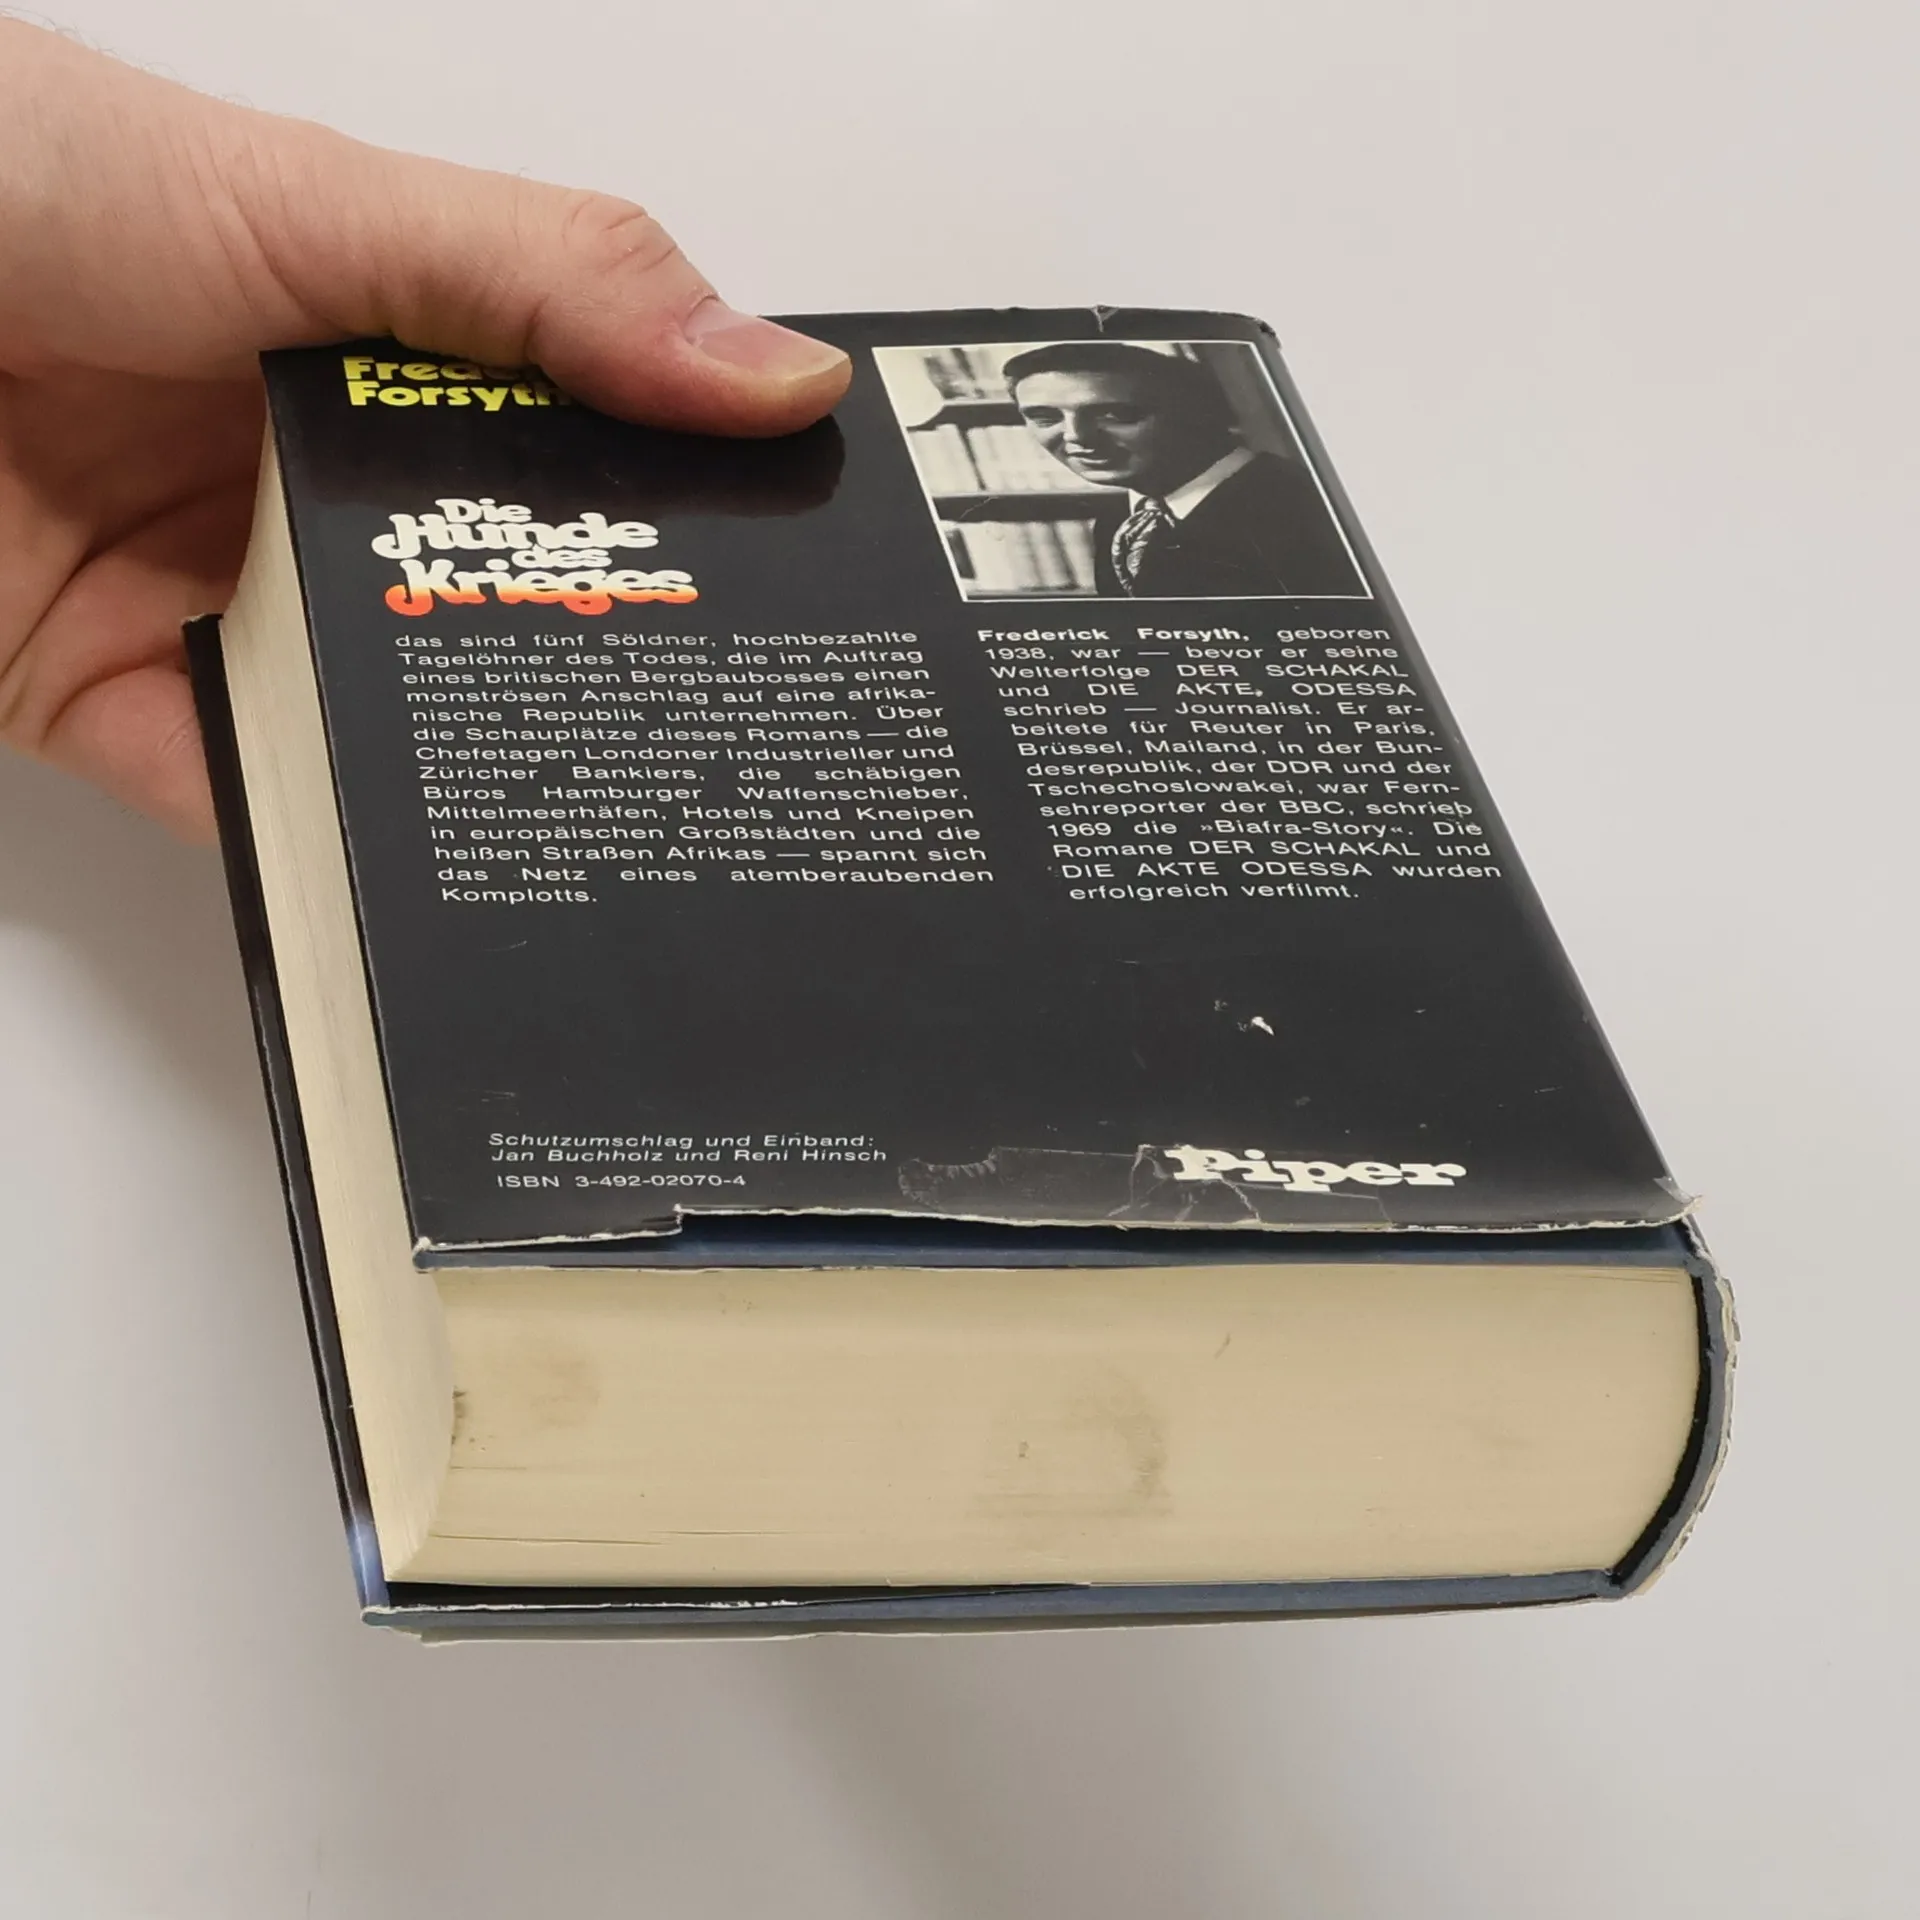 Forsyth
Die
Hunde
des
Krieges
das sind fünf Söldner, hochbezahlte
Tagelöhner des Todes, die im Auftrag
eines britischen Bergbaubosses einen
monströsen Anschlag auf eine afrika-
nische Republik unternehmen. Über
die Schauplätze dieses Romans — die
Chefetagen Londoner Industrieller und
Züricher Bankiers, die schäbigen
Büros Hamburger Waffenschieber,
Mittelmeerhäfen, Hotels und Kneipen
in europäischen Großstädten und die
heißen Straßen Afrikas — spannt sich
das Netz eines atemberaubenden
Komplotts.
Frederick Forsyth, geboren
1938, war — bevor er seine
Welterfolge DER SCHAKAL
und DIE AKTE ODESSA
schrieb — Journalist. Er ar-
beitete für Reuter in Paris,
Brüssel, Mailand, in der Bun-
desrepublik, der DDR und der
Tschechoslowakei, war Fern-
sehreporter der BBC, schrieb
1969 die »Biafra-Story«. Die
Romane DER SCHAKAL und
DIE AKTE ODESSA wurden
erfolgreich verfilmt.
Schutzumschlag und Einband:
Jan Buchholz und Reni Hinsch
ISBN 3-492-02070-4
Piper